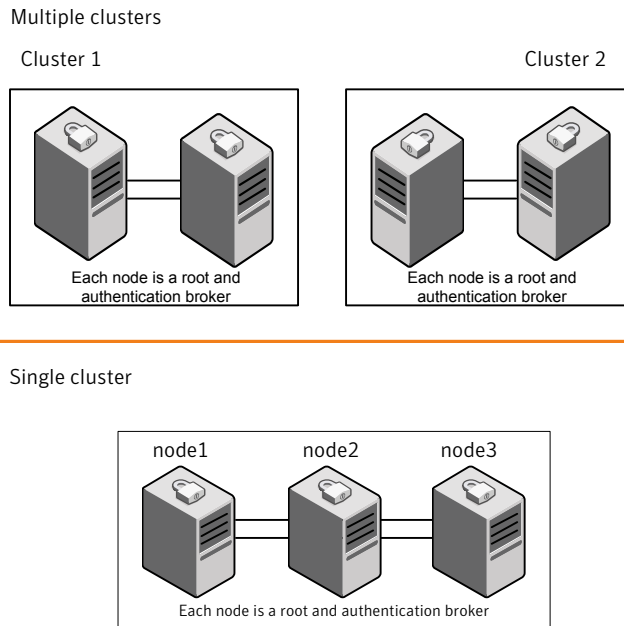 Multiple clusters
Cluster 1
Cluster 2
Each node is a root and
authentication broker
Each node is a root and
authentication broker
Single cluster
node1
node2
node3
Each node is a root and authentication broker